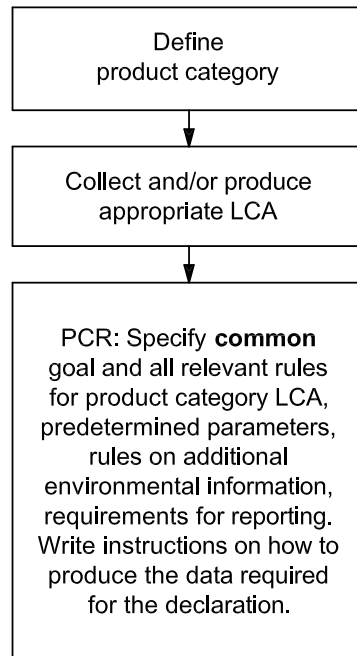 Define
product category
Collect and/or produce
appropriate LCA
PCR: Specify common
goal and all relevant rules
for product category LCA,
predetermined parameters,
rules on additional
environmental information,
requirements for reporting.
Write instructions on how to
produce the data required
for the declaration.